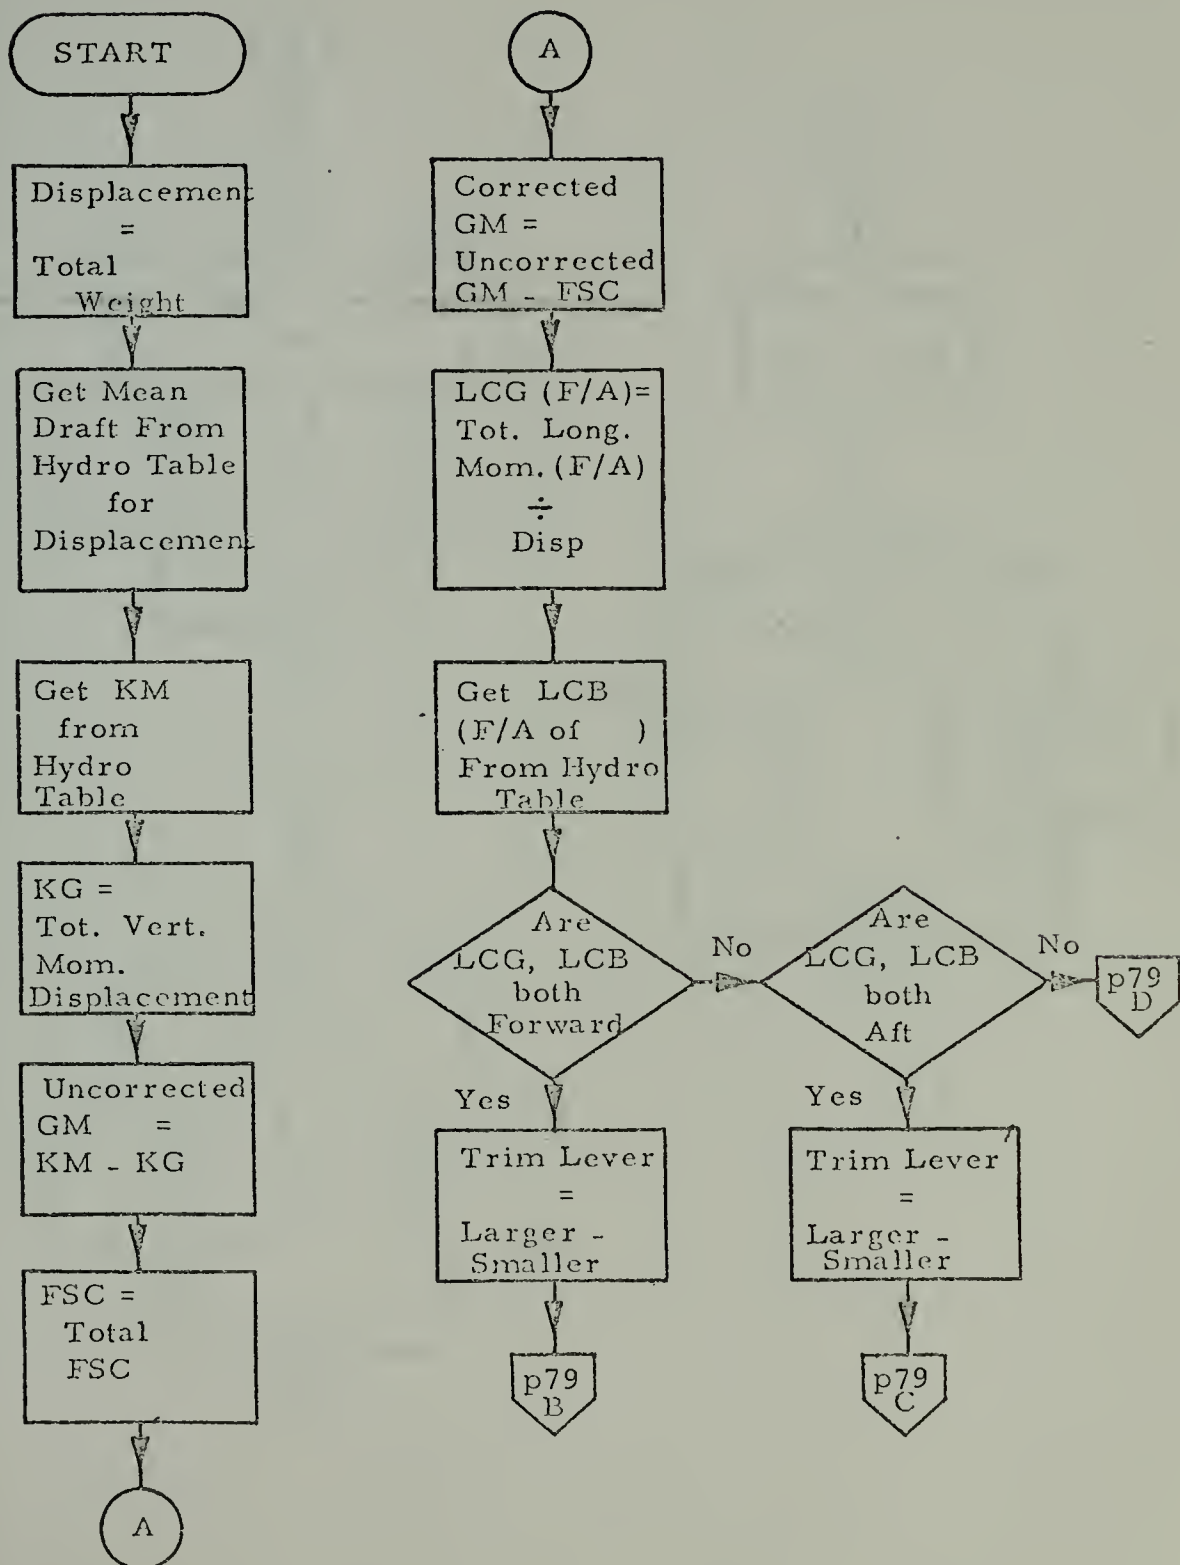 START
Displacement
=
Total
Weight
Get Mean
Draft From
Hydro Table
for
Displacement
Get KM
from
Hydro
Table
KG =
Tot. Vert.
Mom.
Displacement
Uncorrected
GM =
KM - KG
FSC =
Total
FSC
A
A
Corrected
GM =
Uncorrected
GM - FSC
LCG (F/A)=
Tot. Long.
Mom. (F/A)
÷
Disp
Get LCB
(F/A of )
From Hydro
Table
Are
LCG, LCB
both
Forward
No
Are
LCG, LCB
both
Aft
No
p79
D
Yes
Trim Lever
=
Larger -
Smaller
p79
B
Yes
Trim Lever
=
Larger -
Smaller
p79
C